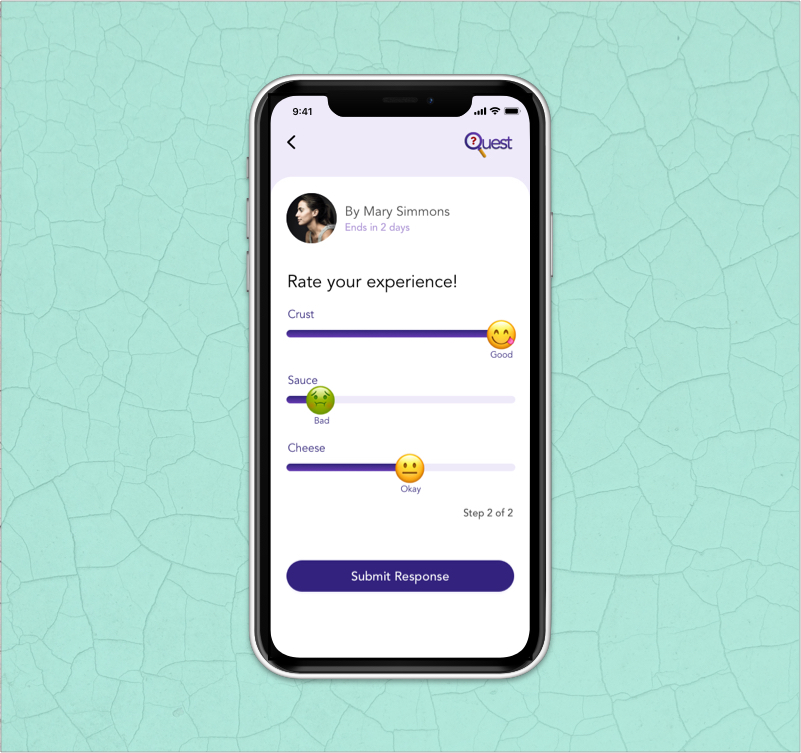 9:41
Quest
By Mary Simmons
Ends in 2 days
Rate your experience!
Crust
Good
Sauce
Bad
Cheese
Okay
Step 2 of 2
Submit Response